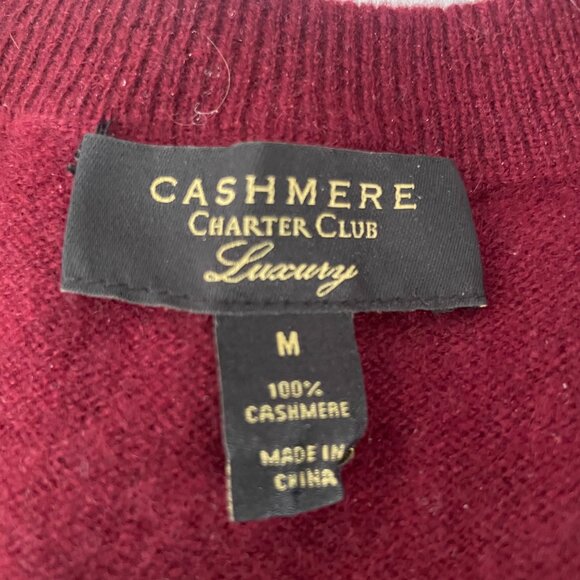 CASHMERE
CHARTER CLUB
Luxury
M
100%
CASHMERE
MADE IN
CHINA